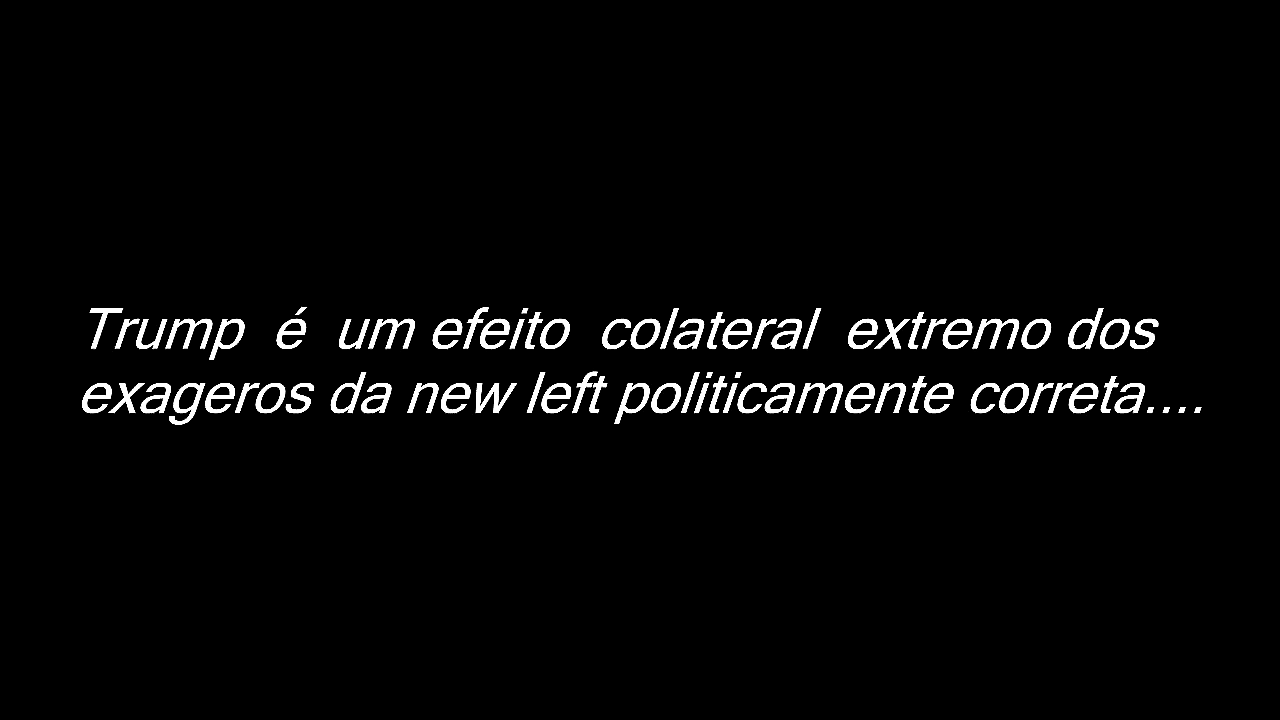 Trump é um efeito colateral extremo dos
exageros da new left politicamente correta....